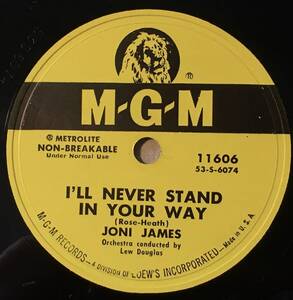 M-G-M
® METROLITE
NON-BREAKABLE
Under Normal Use
®
11606
53-S-6074
I'LL NEVER STAND
IN YOUR WAY
(Rose-Heath)
JONI JAMES
Orchestra conducted by
Lew Douglas
M-G-M RECORDS — A DIVISION OF LOEW'S INCORPORATED — Made in U.S.A.